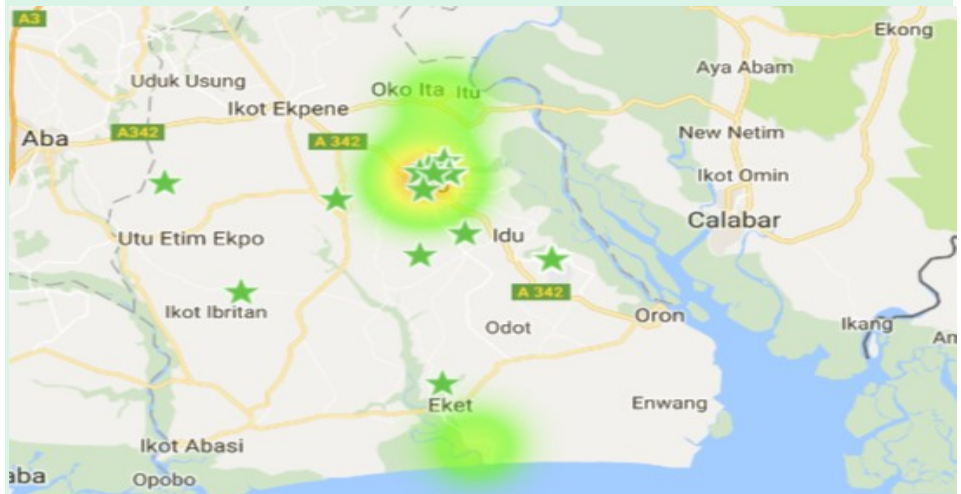 A3
Ekong
Uduk Usung
Aya Abam
Oko Ita
Itu
Ikot Ekpene
Aba
A342
A 342
New Netim
Ikot Omin
Calabar
Utu Etim Ekpo
Idu
A 342
Ikot Ibritan
Odot
Oron
Ikang
Am
Eket
Enwang
Ikot Abasi
aba
Opobo